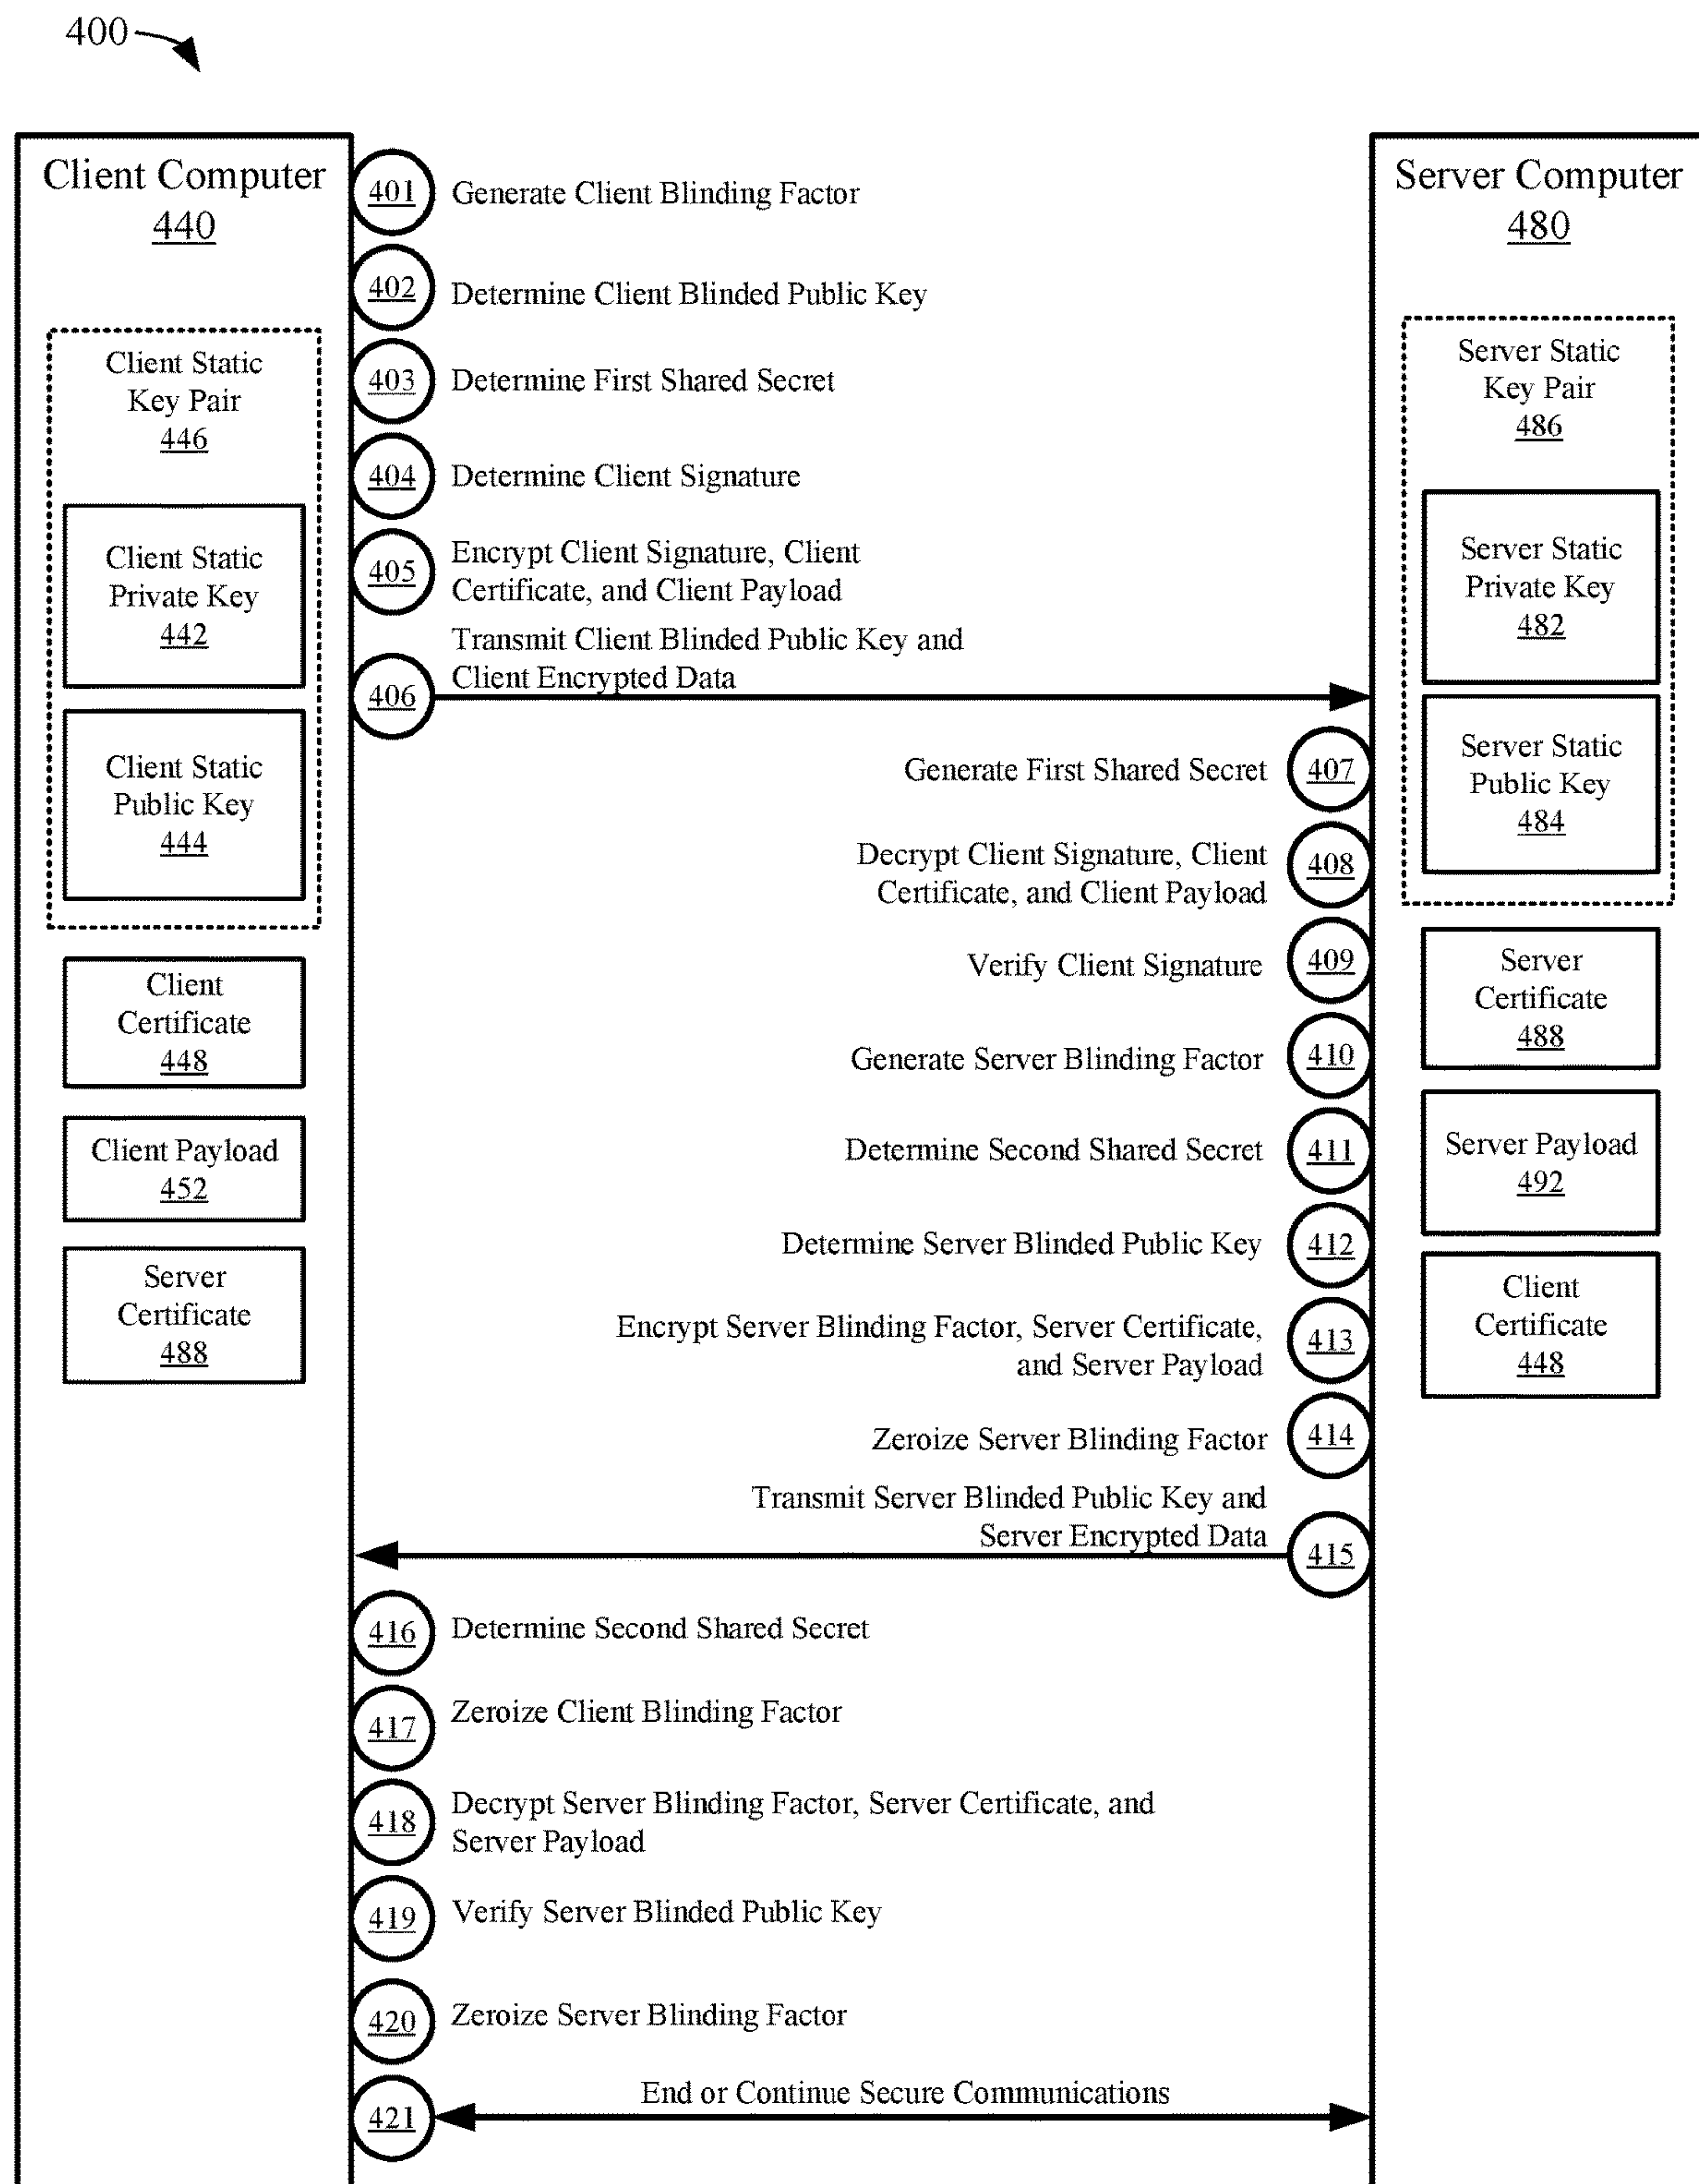 400
Client Computer
440
Client Static
Key Pair
446
Client Static
Private Key
442
Client Static
Public Key
444
Client
Certificate
448
Client Payload
452
Server
Certificate
488
401 Generate Client Blinding Factor
402 Determine Client Blinded Public Key
403 Determine First Shared Secret
404 Determine Client Signature
405 Encrypt Client Signature, Client
Certificate, and Client Payload
Transmit Client Blinded Public Key and
Client Encrypted Data
406
Generate First Shared Secret 407
Decrypt Client Signature, Client
Certificate, and Client Payload
408
Verify Client Signature 409
Generate Server Blinding Factor 410
Determine Second Shared Secret 411
Determine Server Blinded Public Key 412
Encrypt Server Blinding Factor, Server Certificate,
and Server Payload
413
Zeroize Server Blinding Factor 414
Transmit Server Blinded Public Key and
Server Encrypted Data
415
416 Determine Second Shared Secret
417 Zeroize Client Blinding Factor
418 Decrypt Server Blinding Factor, Server Certificate, and
Server Payload
419 Verify Server Blinded Public Key
420 Zeroize Server Blinding Factor
421 End or Continue Secure Communications
Server Computer
480
Server Static
Key Pair
486
Server Static
Private Key
482
Server Static
Public Key
484
Server
Certificate
488
Server Payload
492
Client
Certificate
448